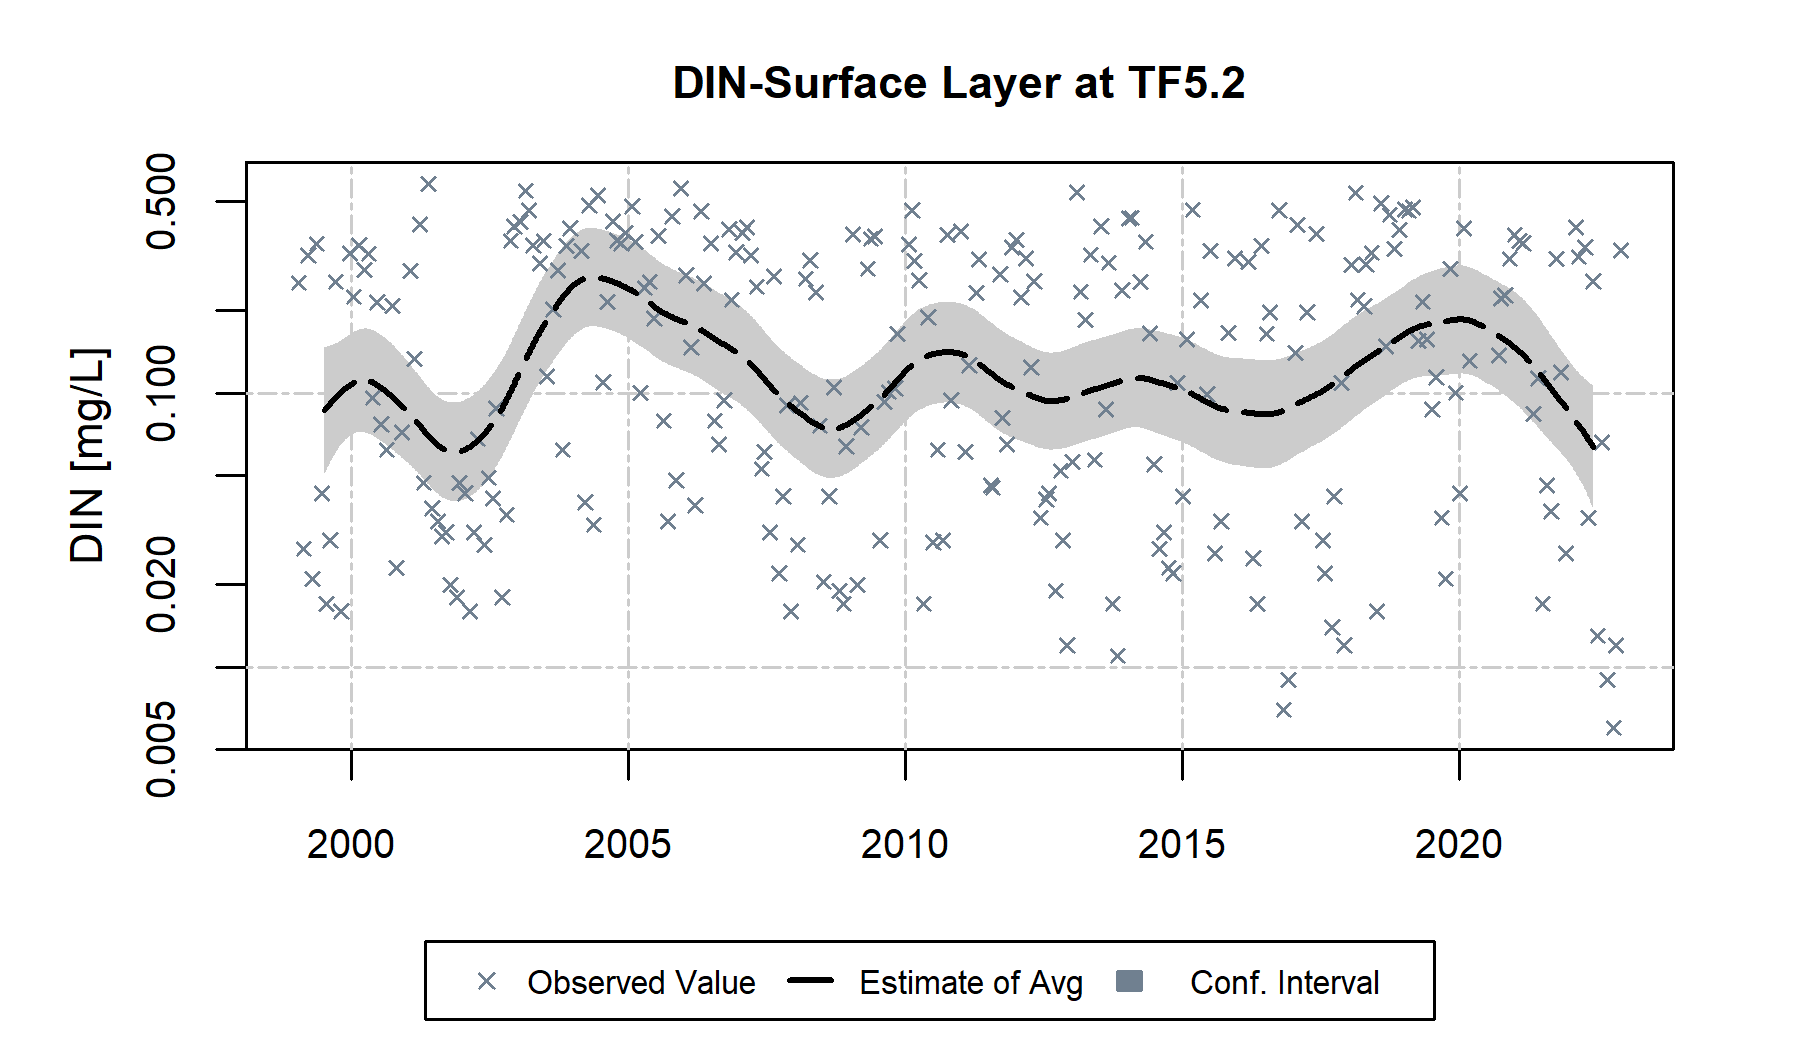 DIN-Surface Layer at TF5.2
DIN [mg/L]
0.500
0.100
0.020
0.005
2000 2005 2010 2015 2020
Observed Value Estimate of Avg Conf. Interval